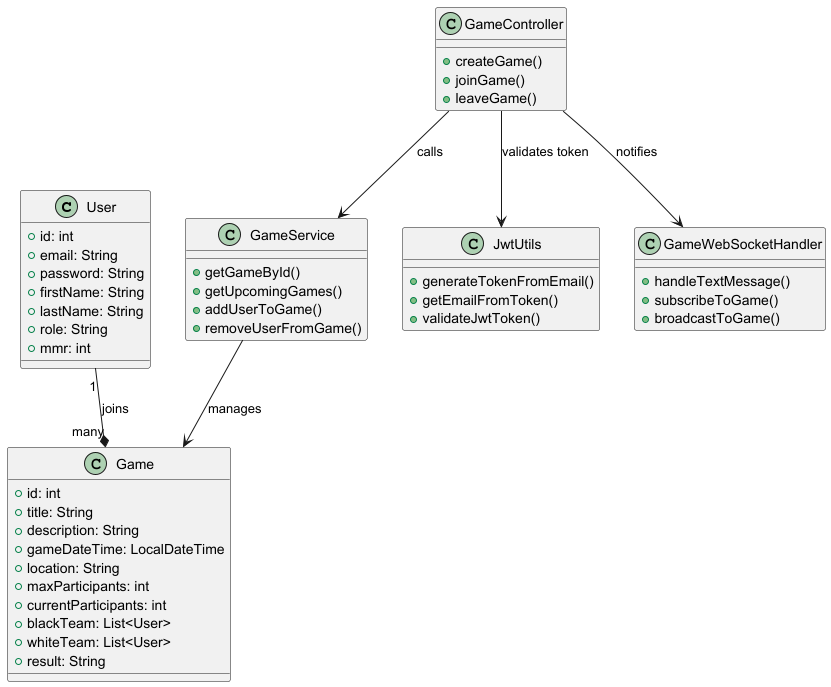 C GameController
createGame()
joinGame()
leaveGame()
calls
validates token
notifies
C User
id: int
email: String
password: String
firstName: String
lastName: String
role: String
mmr: int
C GameService
getGameById()
getUpcomingGames()
addUserToGame()
removeUserFromGame()
C JwtUtils
generateTokenFromEmail()
getEmailFromToken()
validateJwtToken()
C GameWebSocketHandler
handleTextMessage()
subscribeToGame()
broadcastToGame()
1
joins
many
manages
C Game
id: int
title: String
description: String
gameDateTime: LocalDateTime
location: String
maxParticipants: int
currentParticipants: int
blackTeam: List<User>
whiteTeam: List<User>
result: String